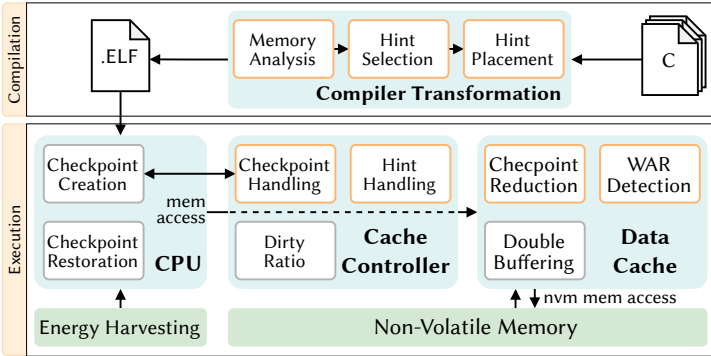 Compilation
.ELF
Memory
Analysis
Hint
Selection
Hint
Placement
Compiler Transformation
C
Execution
Checkpoint
Creation
Checkpoint
Restoration
CPU
mem
access
Checkpoint
Handling
Hint
Handling
Dirty
Ratio
Cache
Controller
Checpoint
Reduction
WAR
Detection
Double
Buffering
Data
Cache
nvm mem access
Energy Harvesting
Non-Volatile Memory